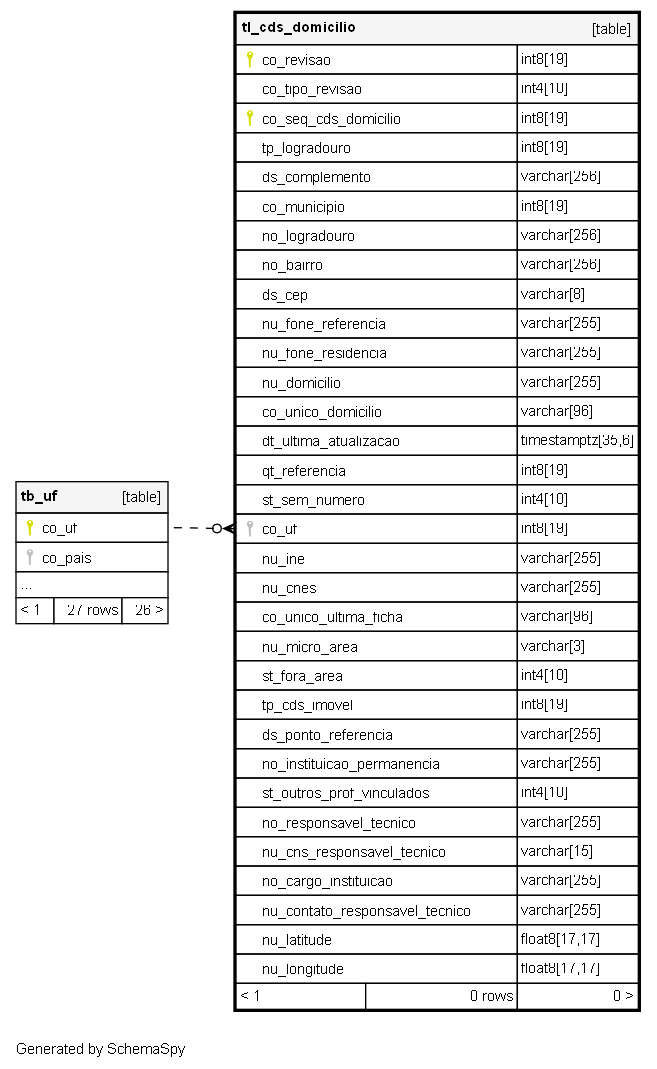 tl_cds_domicilio [table]
co_revisao int8[19]
co_tipo_revisao int4[10]
co_seq_cds_domicilio int8[19]
tp_logradouro int8[19]
ds_complemento varchar[256]
co_municipio int8[19]
no_logradouro varchar[256]
no_bairro varchar[256]
ds_cep varchar[8]
nu_fone_referencia varchar[255]
nu_fone_residencia varchar[255]
nu_domicilio varchar[255]
co_unico_domicilio varchar[96]
dt_ultima_atualizacao timestamptz[35,6]
qt_referencia int8[19]
st_sem_numero int4[10]
co_uf int8[19]
nu_ine varchar[255]
nu_cnes varchar[255]
co_unico_ultima_ficha varchar[96]
nu_micro_area varchar[3]
st_fora_area int4[10]
tp_cds_imovel int8[19]
ds_ponto_referencia varchar[255]
no_instituicao_permanencia varchar[255]
st_outros_prof_vinculados int4[10]
no_responsavel_tecnico varchar[255]
nu_cns_responsavel_tecnico varchar[15]
no_cargo_instituicao varchar[255]
nu_contato_responsavel_tecnico varchar[255]
nu_latitude float8[17,17]
nu_longitude float8[17,17]
< 1 0 rows 0 >
tb_uf [table]
co_uf
co_pais
...
< 1 27 rows 26 >
Generated by SchemaSpy